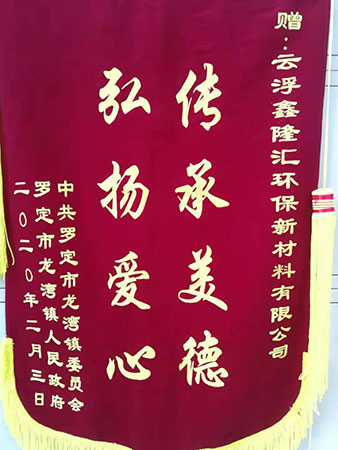 赠：云浮鑫隆汇环保新材料有限公司
传承美德
弘扬爱心
中共罗定市龙湾镇委员会
罗定市龙湾镇人民政府
二〇二〇年二月三日